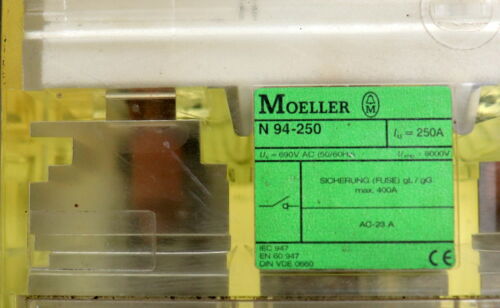 MOELLER
N 94-250
Iu = 250A
Ue = 690V AC (50/60Hz)
Uimp = 8000V
SICHERUNG (FUSE) gL / gG
max. 400A
AC-23 A
IEC 947
EN 60 947
DIN VDE 0660
CE